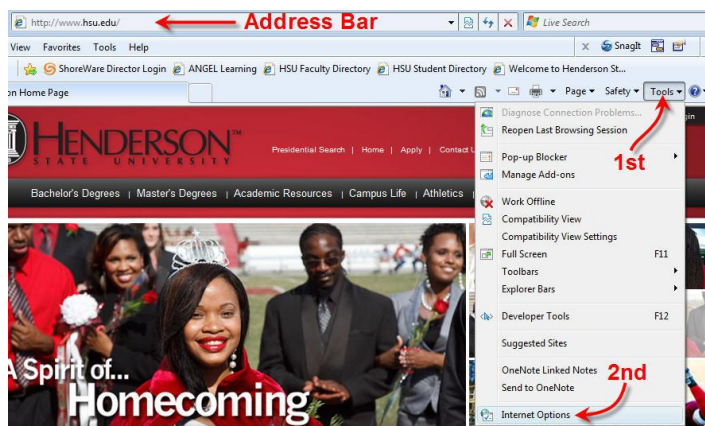 http://www.hsu.edu/ Address Bar Live Search
View Favorites Tools Help x SnagIt
ShoreWare Director Login ANGEL Learning HSU Faculty Directory HSU Student Directory Welcome to Henderson St...
on Home Page Page Safety Tools
Diagnose Connection Problems...
Reopen Last Browsing Session
1st
Pop-up Blocker
Manage Add-ons
Work Offline
Compatibility View
Compatibility View Settings
Full Screen F11
Toolbars
Explorer Bars
Developer Tools F12
Suggested Sites
OneNote Linked Notes
2nd
Send to OneNote
Internet Options
HENDERSON™
STATE UNIVERSITY
Presidential Search | Home | Apply | Contact U
gin
Bachelor's Degrees | Master's Degrees | Academic Resources | Campus Life | Athletics |
A Spirit of...
Homecoming